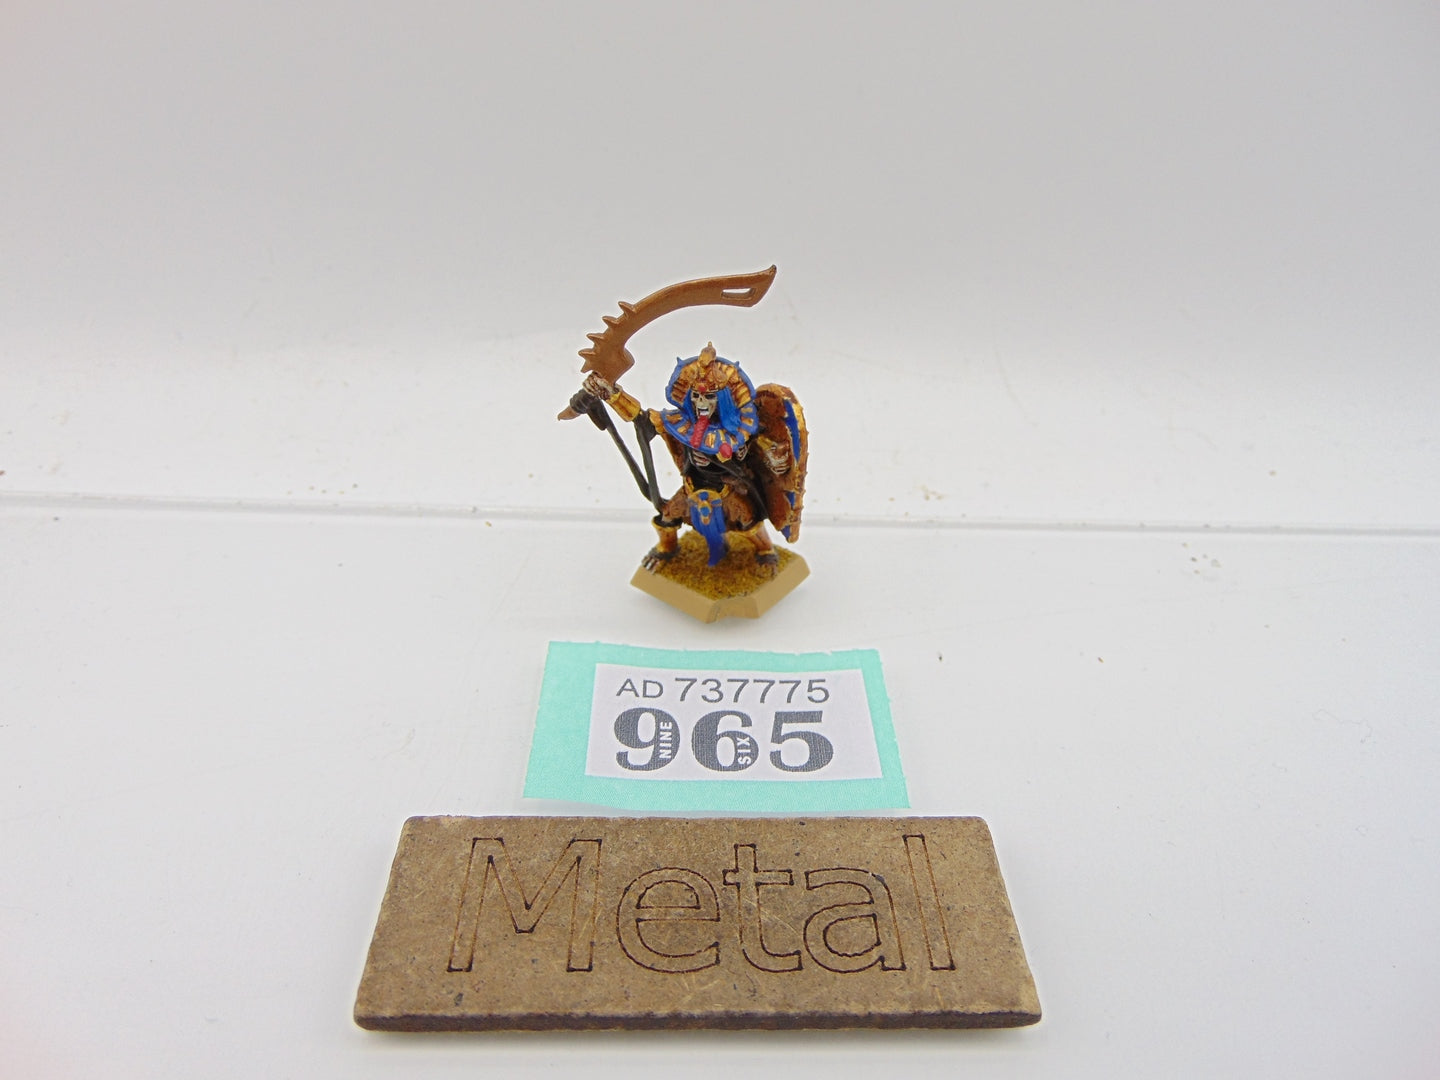 AD 737775
965
NINE SIX
Metal